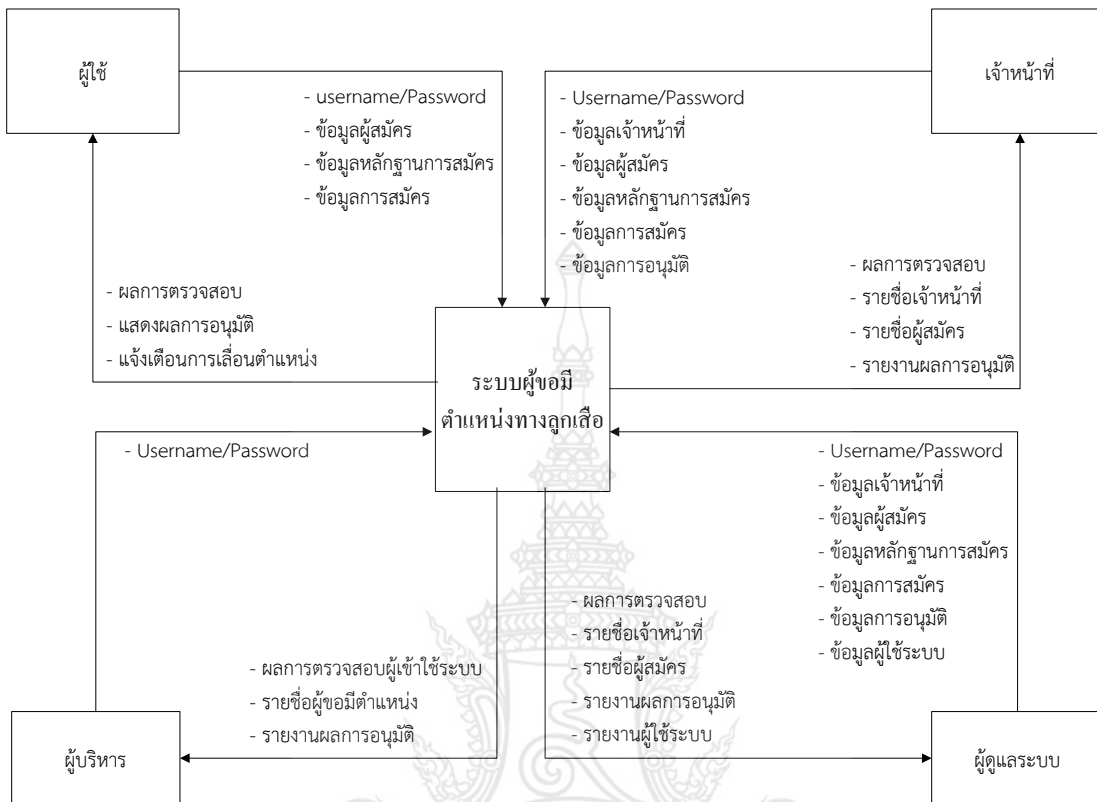 ผู้ใช้
เจ้าหน้าที่
- username/Password
- ข้อมูลผู้สมัคร
- ข้อมูลหลักฐานการสมัคร
- ข้อมูลการสมัคร
- Username/Password
- ข้อมูลเจ้าหน้าที่
- ข้อมูลผู้สมัคร
- ข้อมูลหลักฐานการสมัคร
- ข้อมูลการสมัคร
- ข้อมูลการอนุมัติ
- ผลการตรวจสอบ
- แสดงผลการอนุมัติ
- แจ้งเตือนการเลื่อนตำแหน่ง
- ผลการตรวจสอบ
- รายชื่อเจ้าหน้าที่
- รายชื่อผู้สมัคร
- รายงานผลการอนุมัติ
ระบบผู้ขอมี
ตำแหน่งทางลูกเสือ
- Username/Password
- Username/Password
- ข้อมูลเจ้าหน้าที่
- ข้อมูลผู้สมัคร
- ข้อมูลหลักฐานการสมัคร
- ข้อมูลการสมัคร
- ข้อมูลการอนุมัติ
- ข้อมูลผู้ใช้ระบบ
- ผลการตรวจสอบผู้เข้าใช้ระบบ
- รายชื่อผู้ขอมีตำแหน่ง
- รายงานผลการอนุมัติ
- ผลการตรวจสอบ
- รายชื่อเจ้าหน้าที่
- รายชื่อผู้สมัคร
- รายงานผลการอนุมัติ
- รายงานผู้ใช้ระบบ
ผู้บริหาร
ผู้ดูแลระบบ